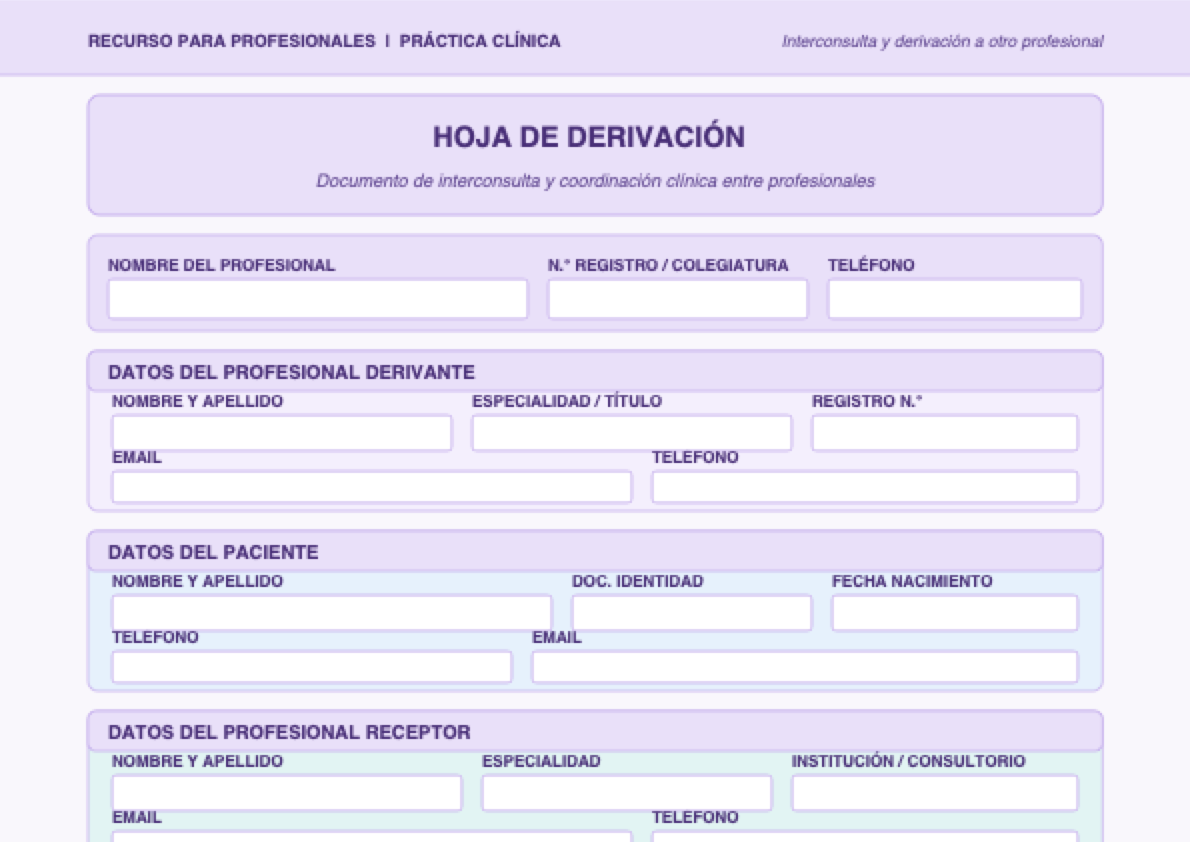 RECURSO PARA PROFESIONALES | PRÁCTICA CLÍNICA Interconsulta y derivación a otro profesional
HOJA DE DERIVACIÓN
Documento de interconsulta y coordinación clínica entre profesionales
NOMBRE DEL PROFESIONAL N.° REGISTRO / COLEGIATURA TELÉFONO
DATOS DEL PROFESIONAL DERIVANTE
NOMBRE Y APELLIDO ESPECIALIDAD / TÍTULO REGISTRO N.°
EMAIL TELEFONO
DATOS DEL PACIENTE
NOMBRE Y APELLIDO DOC. IDENTIDAD FECHA NACIMIENTO
TELEFONO EMAIL
DATOS DEL PROFESIONAL RECEPTOR
NOMBRE Y APELLIDO ESPECIALIDAD INSTITUCIÓN / CONSULTORIO
EMAIL TELEFONO